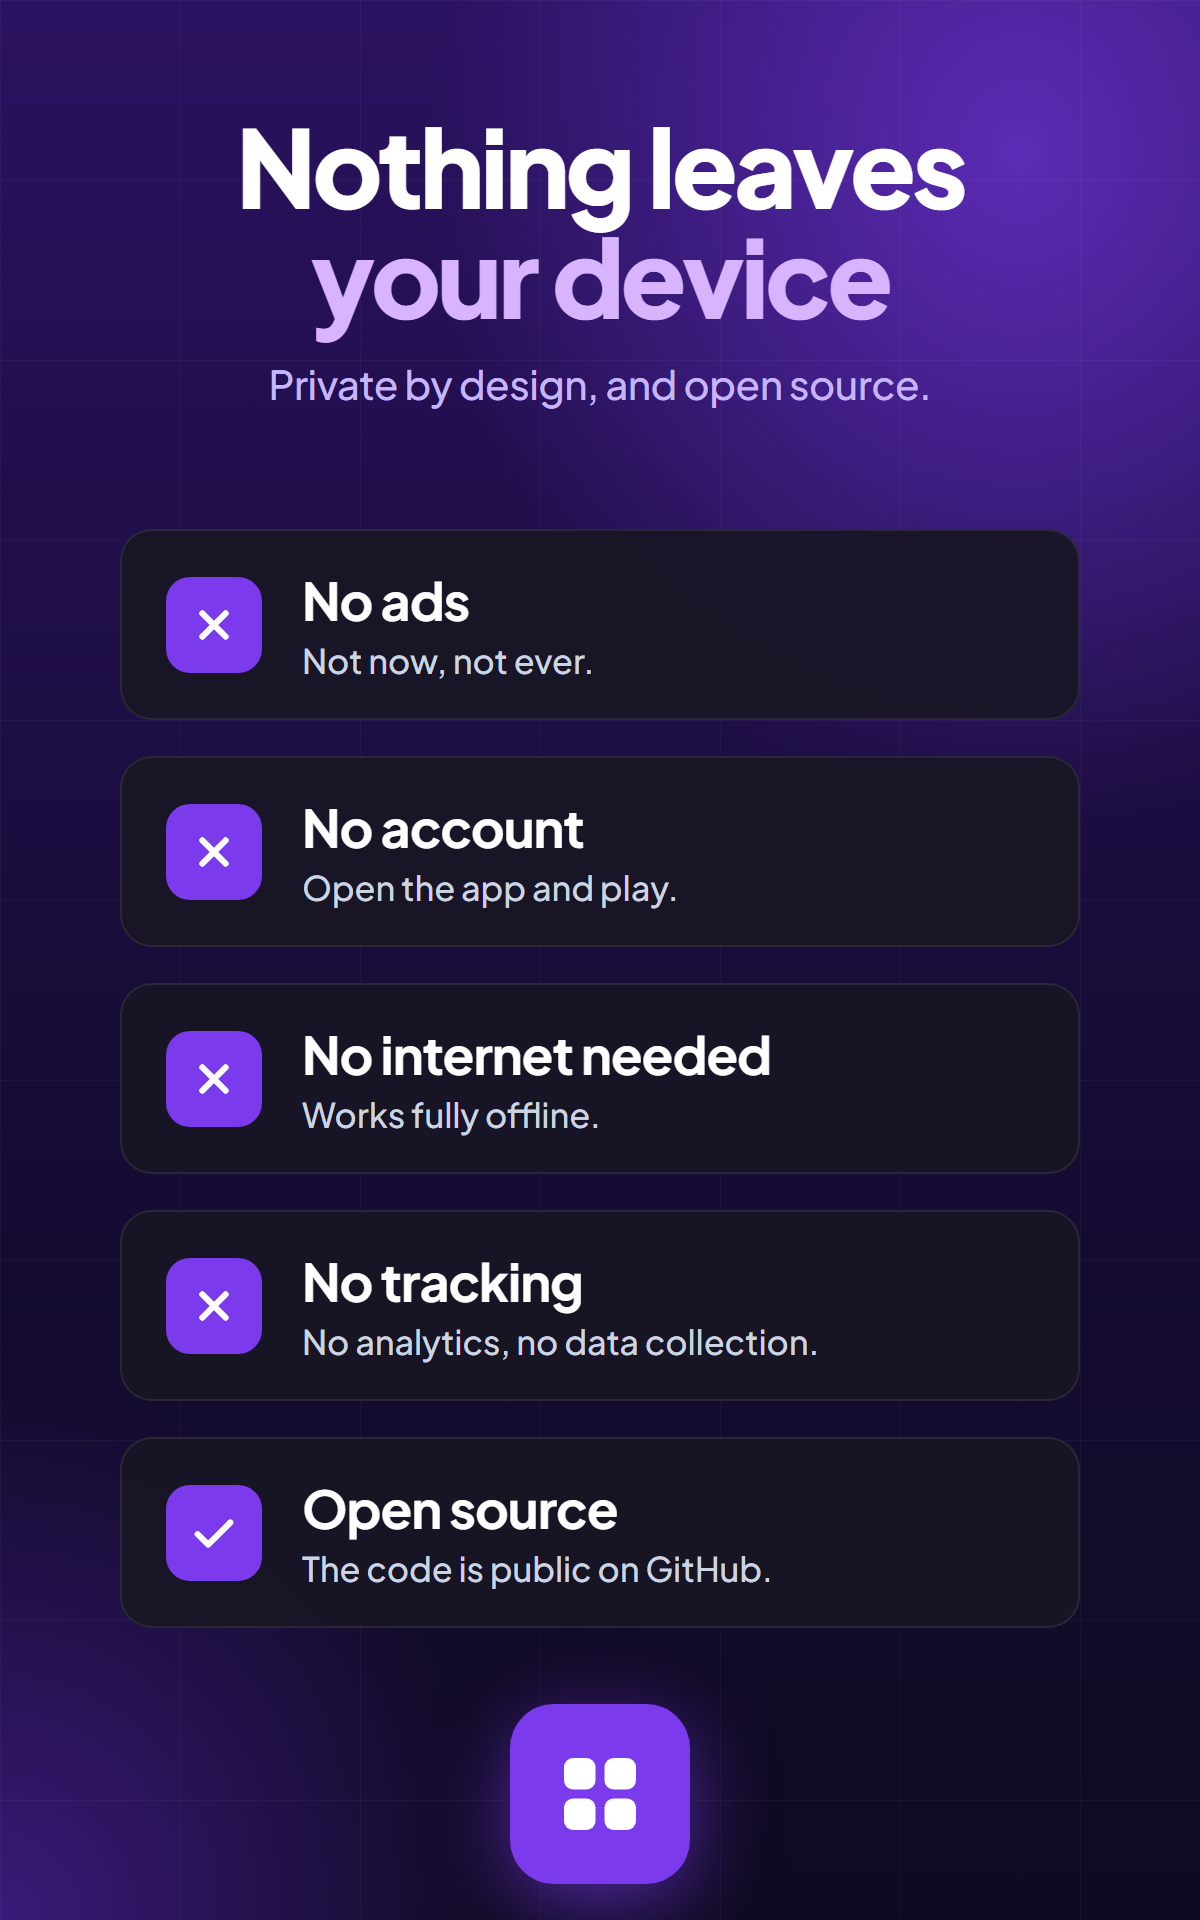 Nothing leaves
your device
Private by design, and open source.
No ads
Not now, not ever.
No account
Open the app and play.
No internet needed
Works fully offline.
No tracking
No analytics, no data collection.
Open source
The code is public on GitHub.